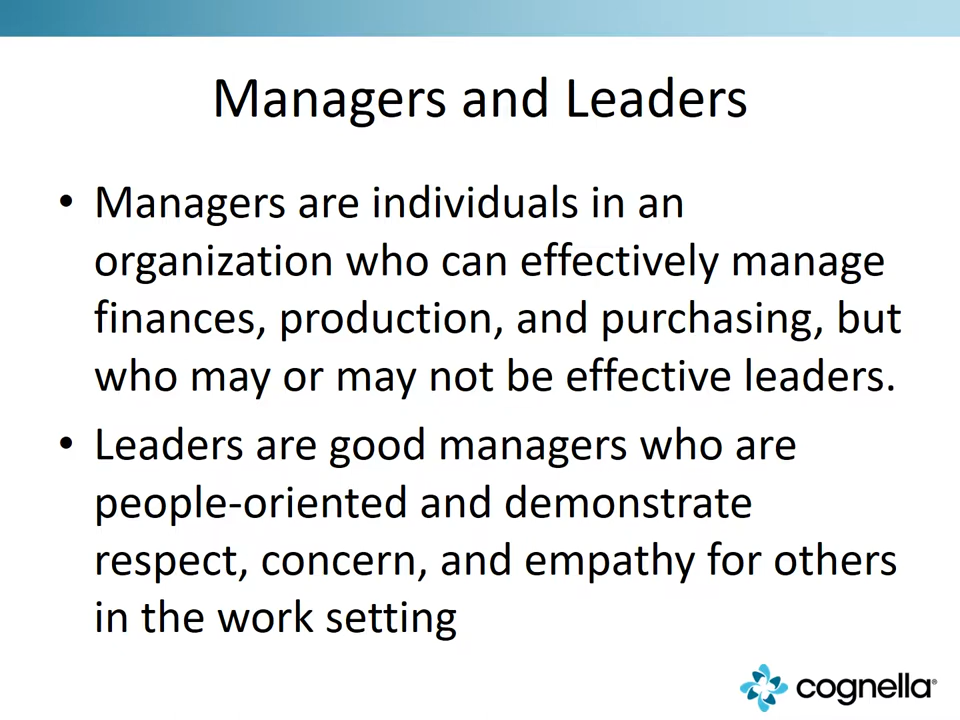 Managers and Leaders
• Managers are individuals in an
organization who can effectively manage
finances, production, and purchasing, but
who may or may not be effective leaders.
• Leaders are good managers who are
people-oriented and demonstrate
respect, concern, and empathy for others
in the work setting
cognella®